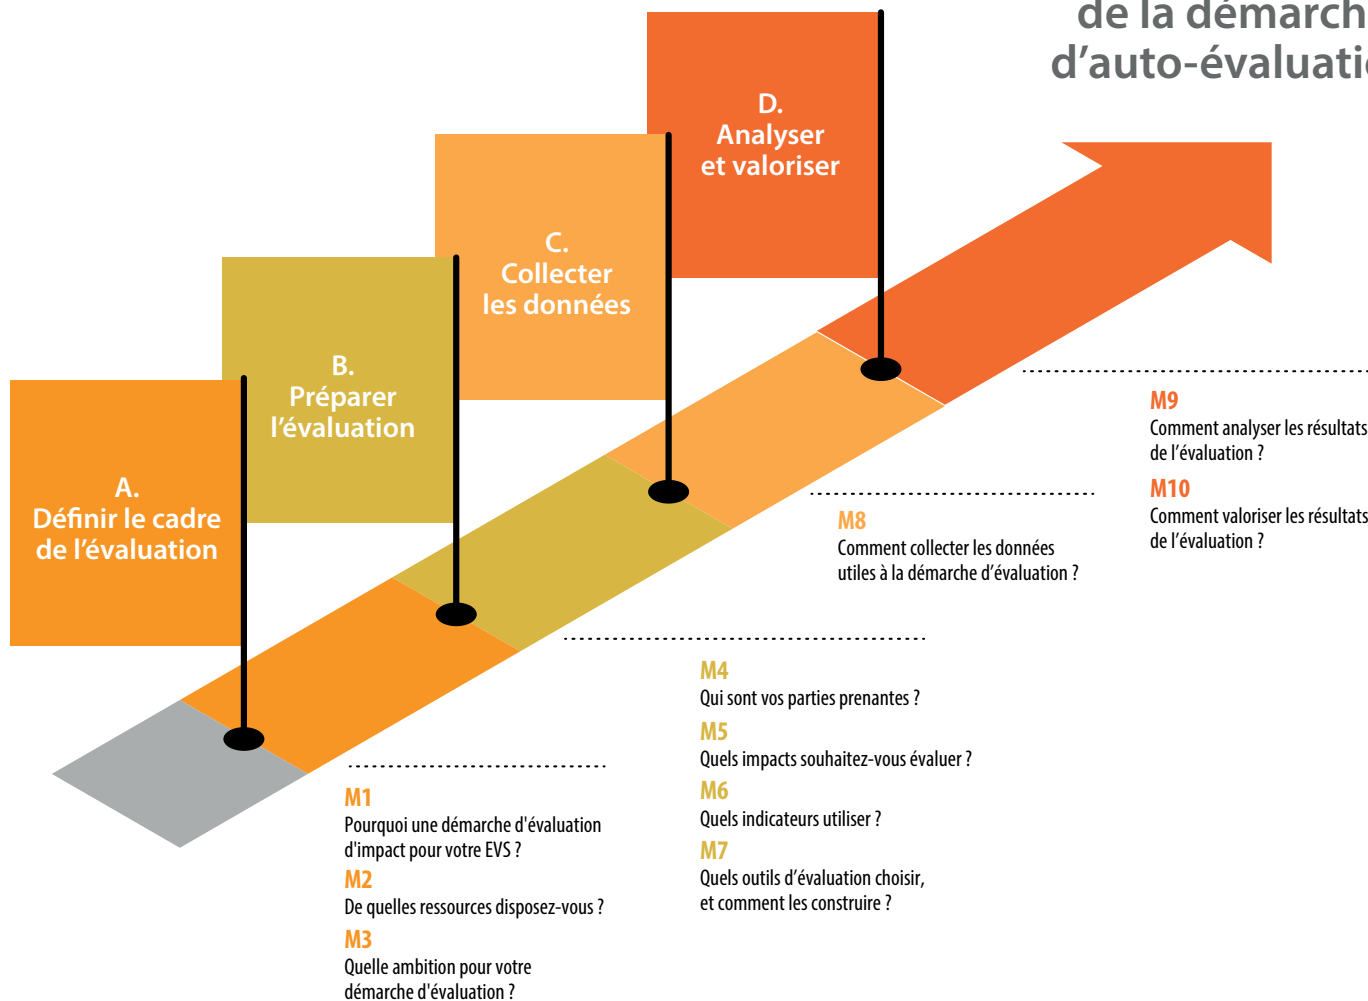 de la démarch
d’auto-évaluati
D.
Analyser
et valoriser
C.
Collecter
les données
B.
Préparer
l’évaluation
A.
Définir le cadre
de l’évaluation
M1
Pourquoi une démarche d'évaluation
d'impact pour votre EVS ?
M2
De quelles ressources disposez-vous ?
M3
Quelle ambition pour votre
démarche d'évaluation ?
M4
Qui sont vos parties prenantes ?
M5
Quels impacts souhaitez-vous évaluer ?
M6
Quels indicateurs utiliser ?
M7
Quels outils d’évaluation choisir,
et comment les construire ?
M8
Comment collecter les données
utiles à la démarche d’évaluation ?
M9
Comment analyser les résultats
de l’évaluation ?
M10
Comment valoriser les résultats
de l’évaluation ?